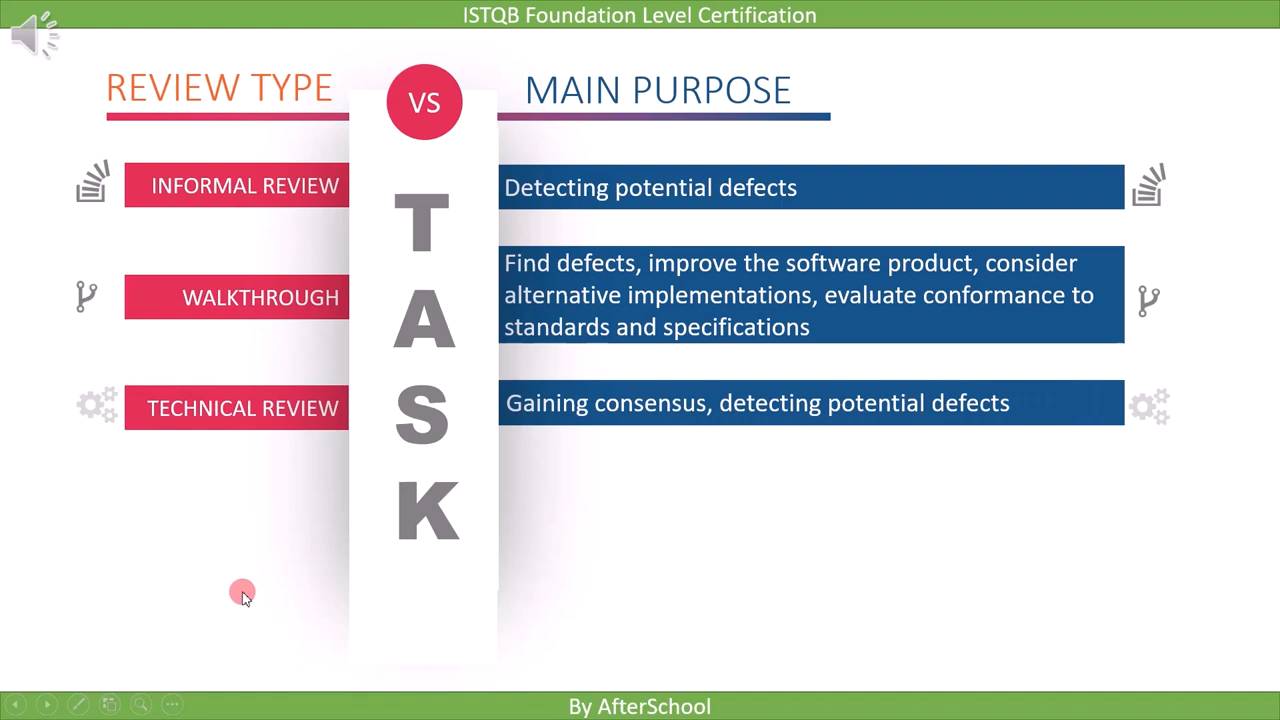 ISTQB Foundation Level Certification
REVIEW TYPE
VS
MAIN PURPOSE
INFORMAL REVIEW
Detecting potential defects
WALKTHROUGH
Find defects, improve the software product, consider
alternative implementations, evaluate conformance to
standards and specifications
TECHNICAL REVIEW
Gaining consensus, detecting potential defects
T
A
S
K
By AfterSchool